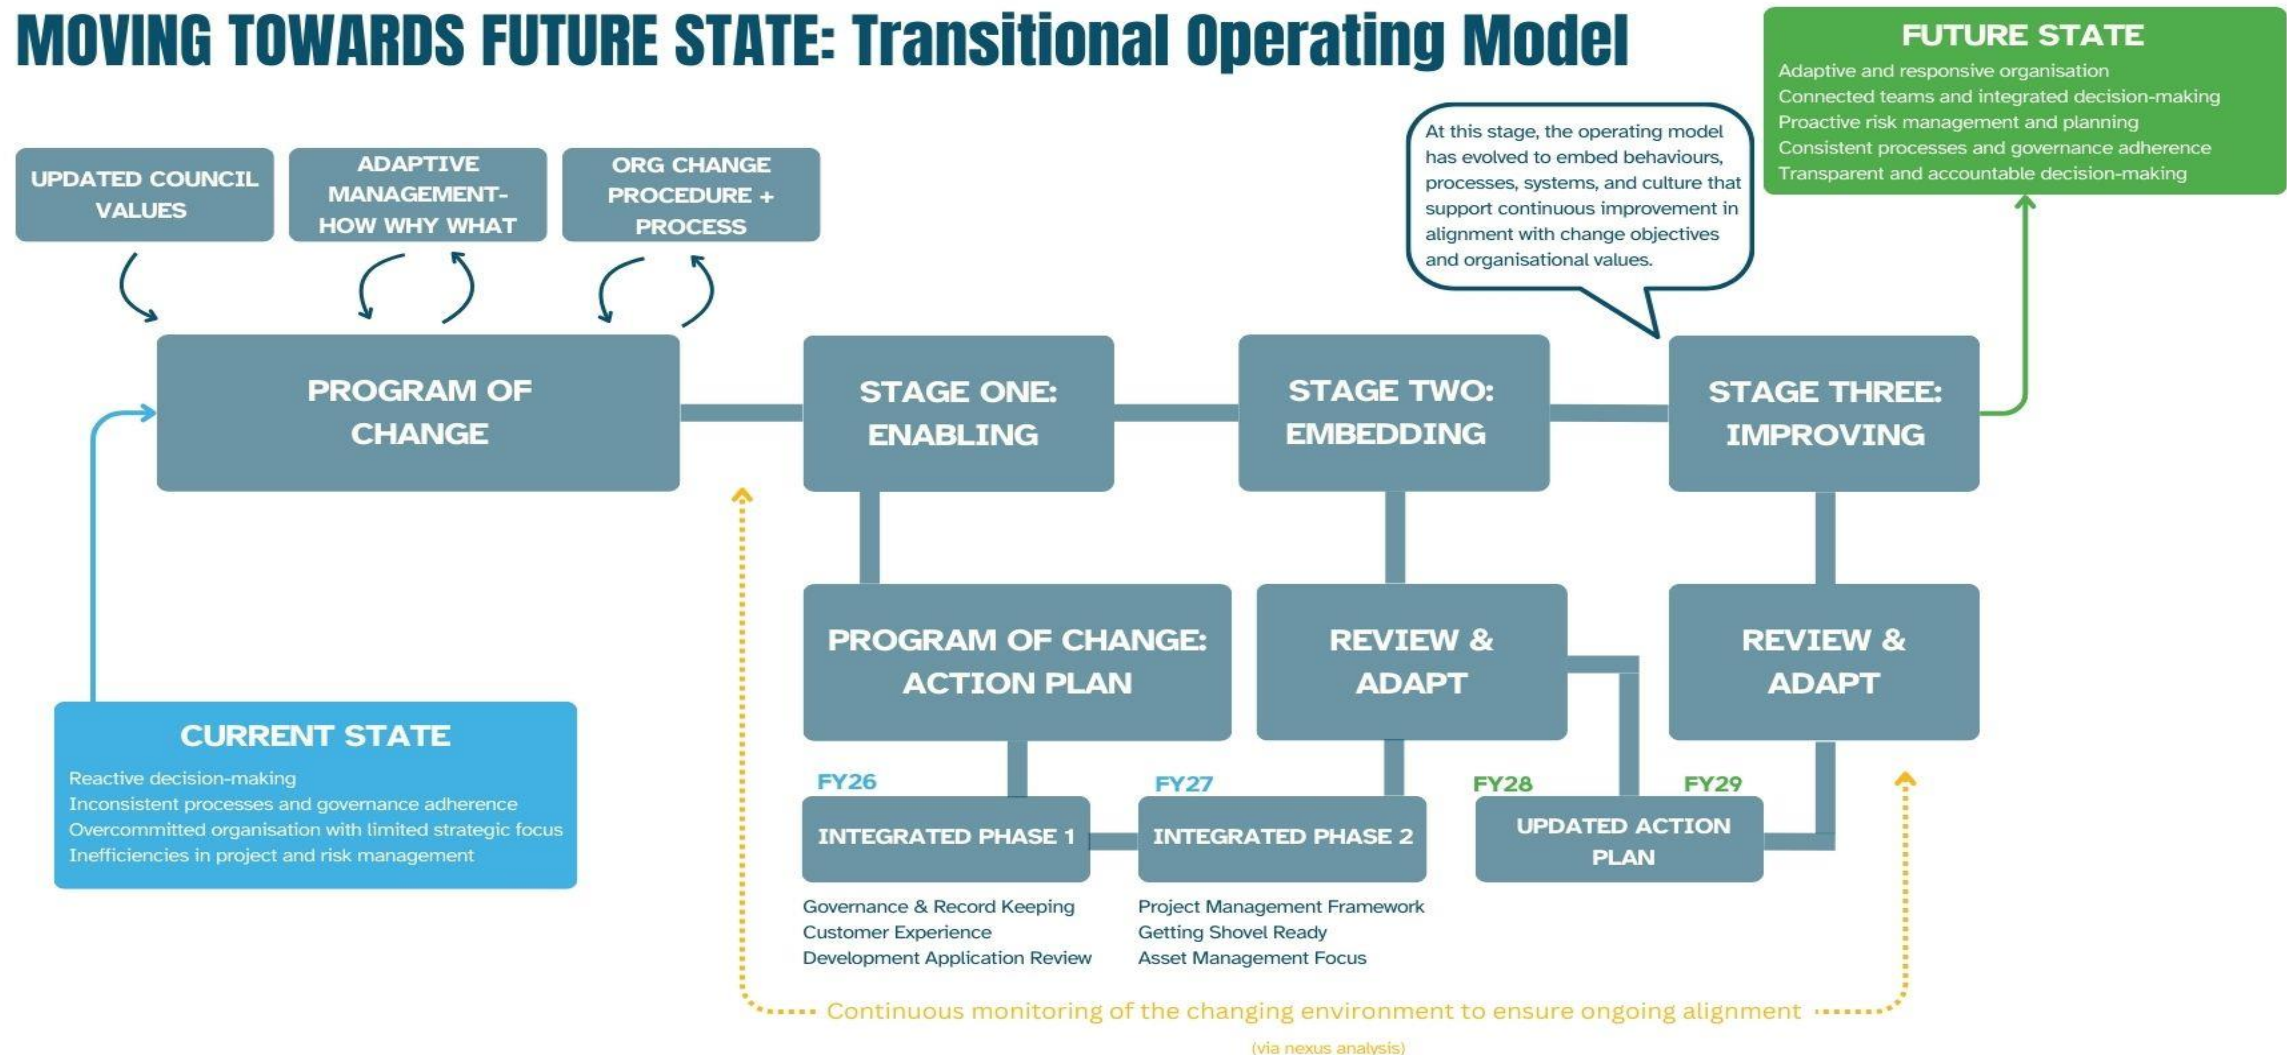 MOVING TOWARDS FUTURE STATE: Transitional Operating Model
FUTURE STATE
Adaptive and responsive organisation
Connected teams and integrated decision-making
Proactive risk management and planning
Consistent processes and governance adherence
Transparent and accountable decision-making
At this stage, the operating model
has evolved to embed behaviours,
processes, systems, and culture that
support continuous improvement in
alignment with change objectives
and organisational values.
UPDATED COUNCIL
VALUES
ADAPTIVE
MANAGEMENT-
HOW WHY WHAT
ORG CHANGE
PROCEDURE +
PROCESS
PROGRAM OF
CHANGE
STAGE ONE:
ENABLING
STAGE TWO:
EMBEDDING
STAGE THREE:
IMPROVING
PROGRAM OF CHANGE:
ACTION PLAN
REVIEW &
ADAPT
REVIEW &
ADAPT
CURRENT STATE
Reactive decision-making
Inconsistent processes and governance adherence
Overcommitted organisation with limited strategic focus
Inefficiencies in project and risk management
FY26
INTEGRATED PHASE 1
Governance & Record Keeping
Customer Experience
Development Application Review
FY27
INTEGRATED PHASE 2
Project Management Framework
Getting Shovel Ready
Asset Management Focus
FY28
FY29
UPDATED ACTION
PLAN
Continuous monitoring of the changing environment to ensure ongoing alignment
(via nexus analysis)